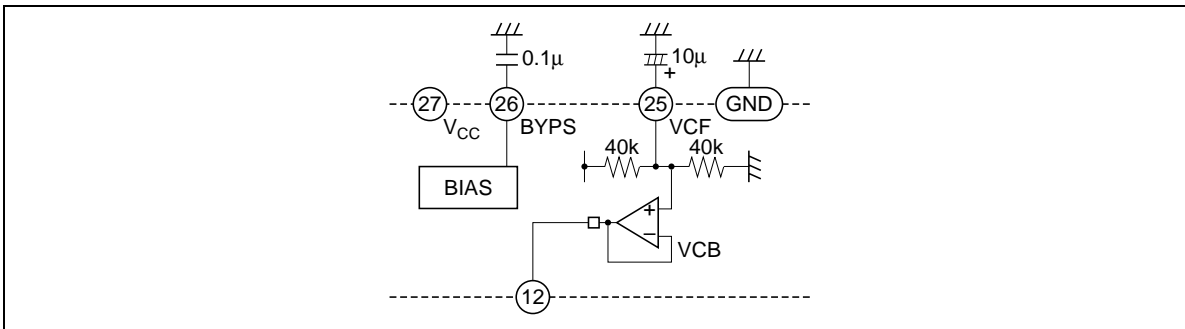 0.1µ
10µ
+
27
26
25
GND
V_CC
BYPS
VCF
40k
40k
BIAS
+
−
VCB
12